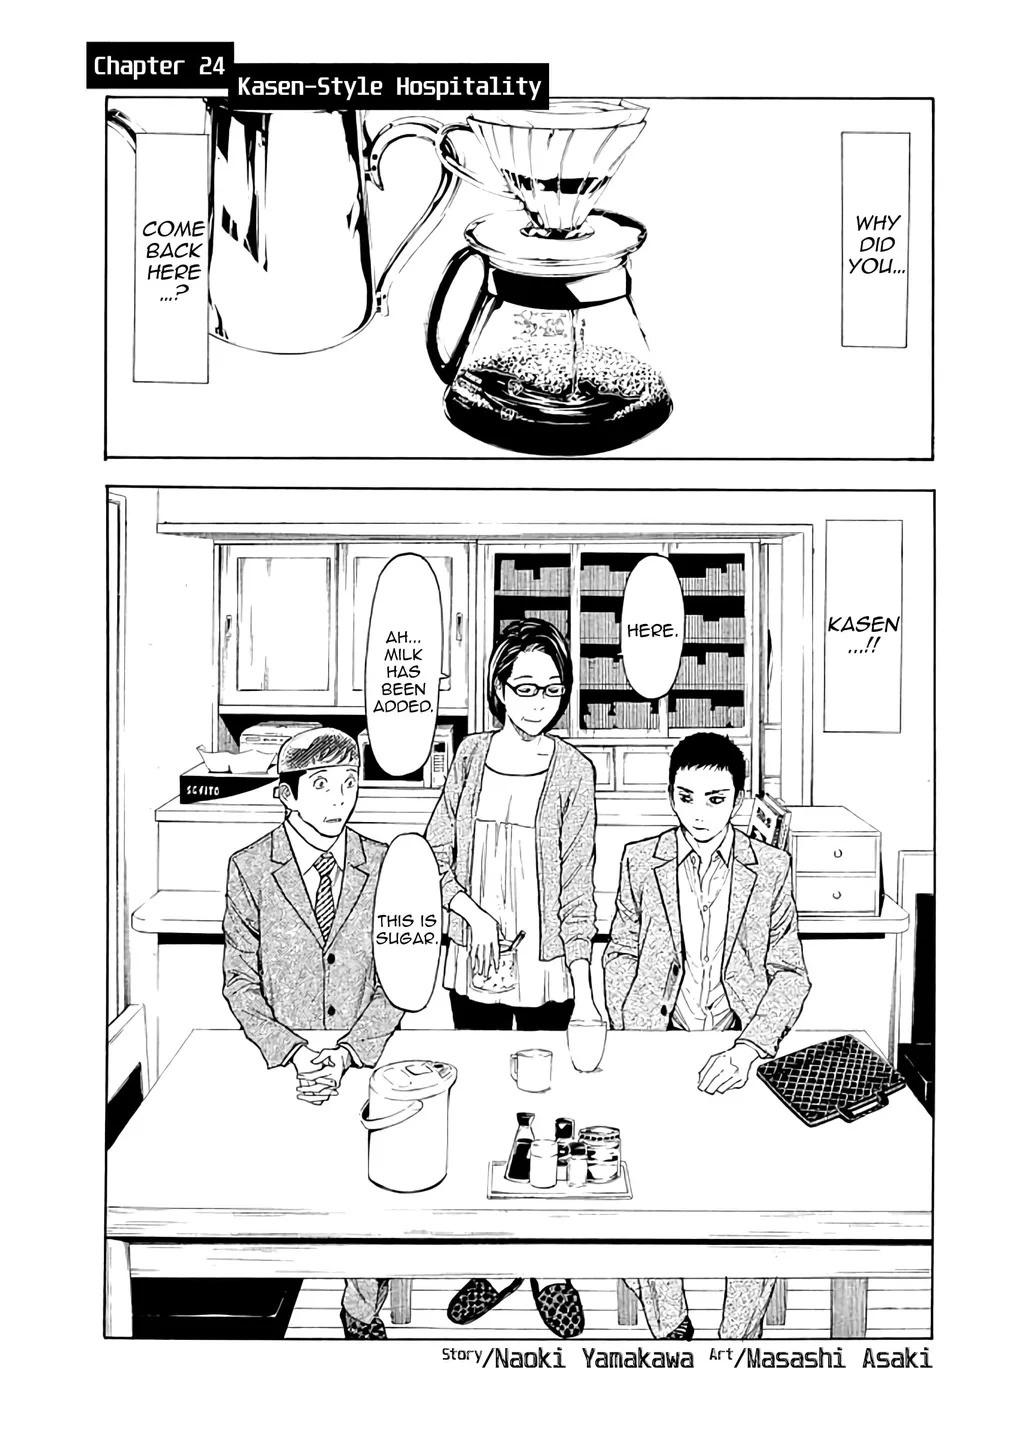 Chapter 24
Kasen-Style Hospitality
WHY
DID
YOU...
COME
BACK
HERE
...?
KASEN
...!!
HERE.
AH...
MILK
HAS
BEEN
ADDED.
THIS IS
SUGAR.
Story/Naoki Yamakawa Art/Masashi Asaki